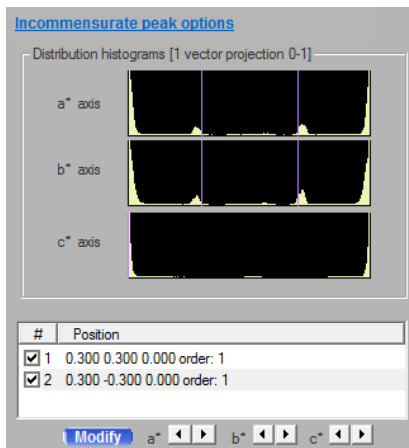 Incommensurate peak options
Distribution histograms [1 vector projection 0-1]
a* axis
b* axis
c* axis
# Position
1 0.300 0.300 0.000 order: 1
2 0.300 -0.300 0.000 order: 1
Modify a* b* c*